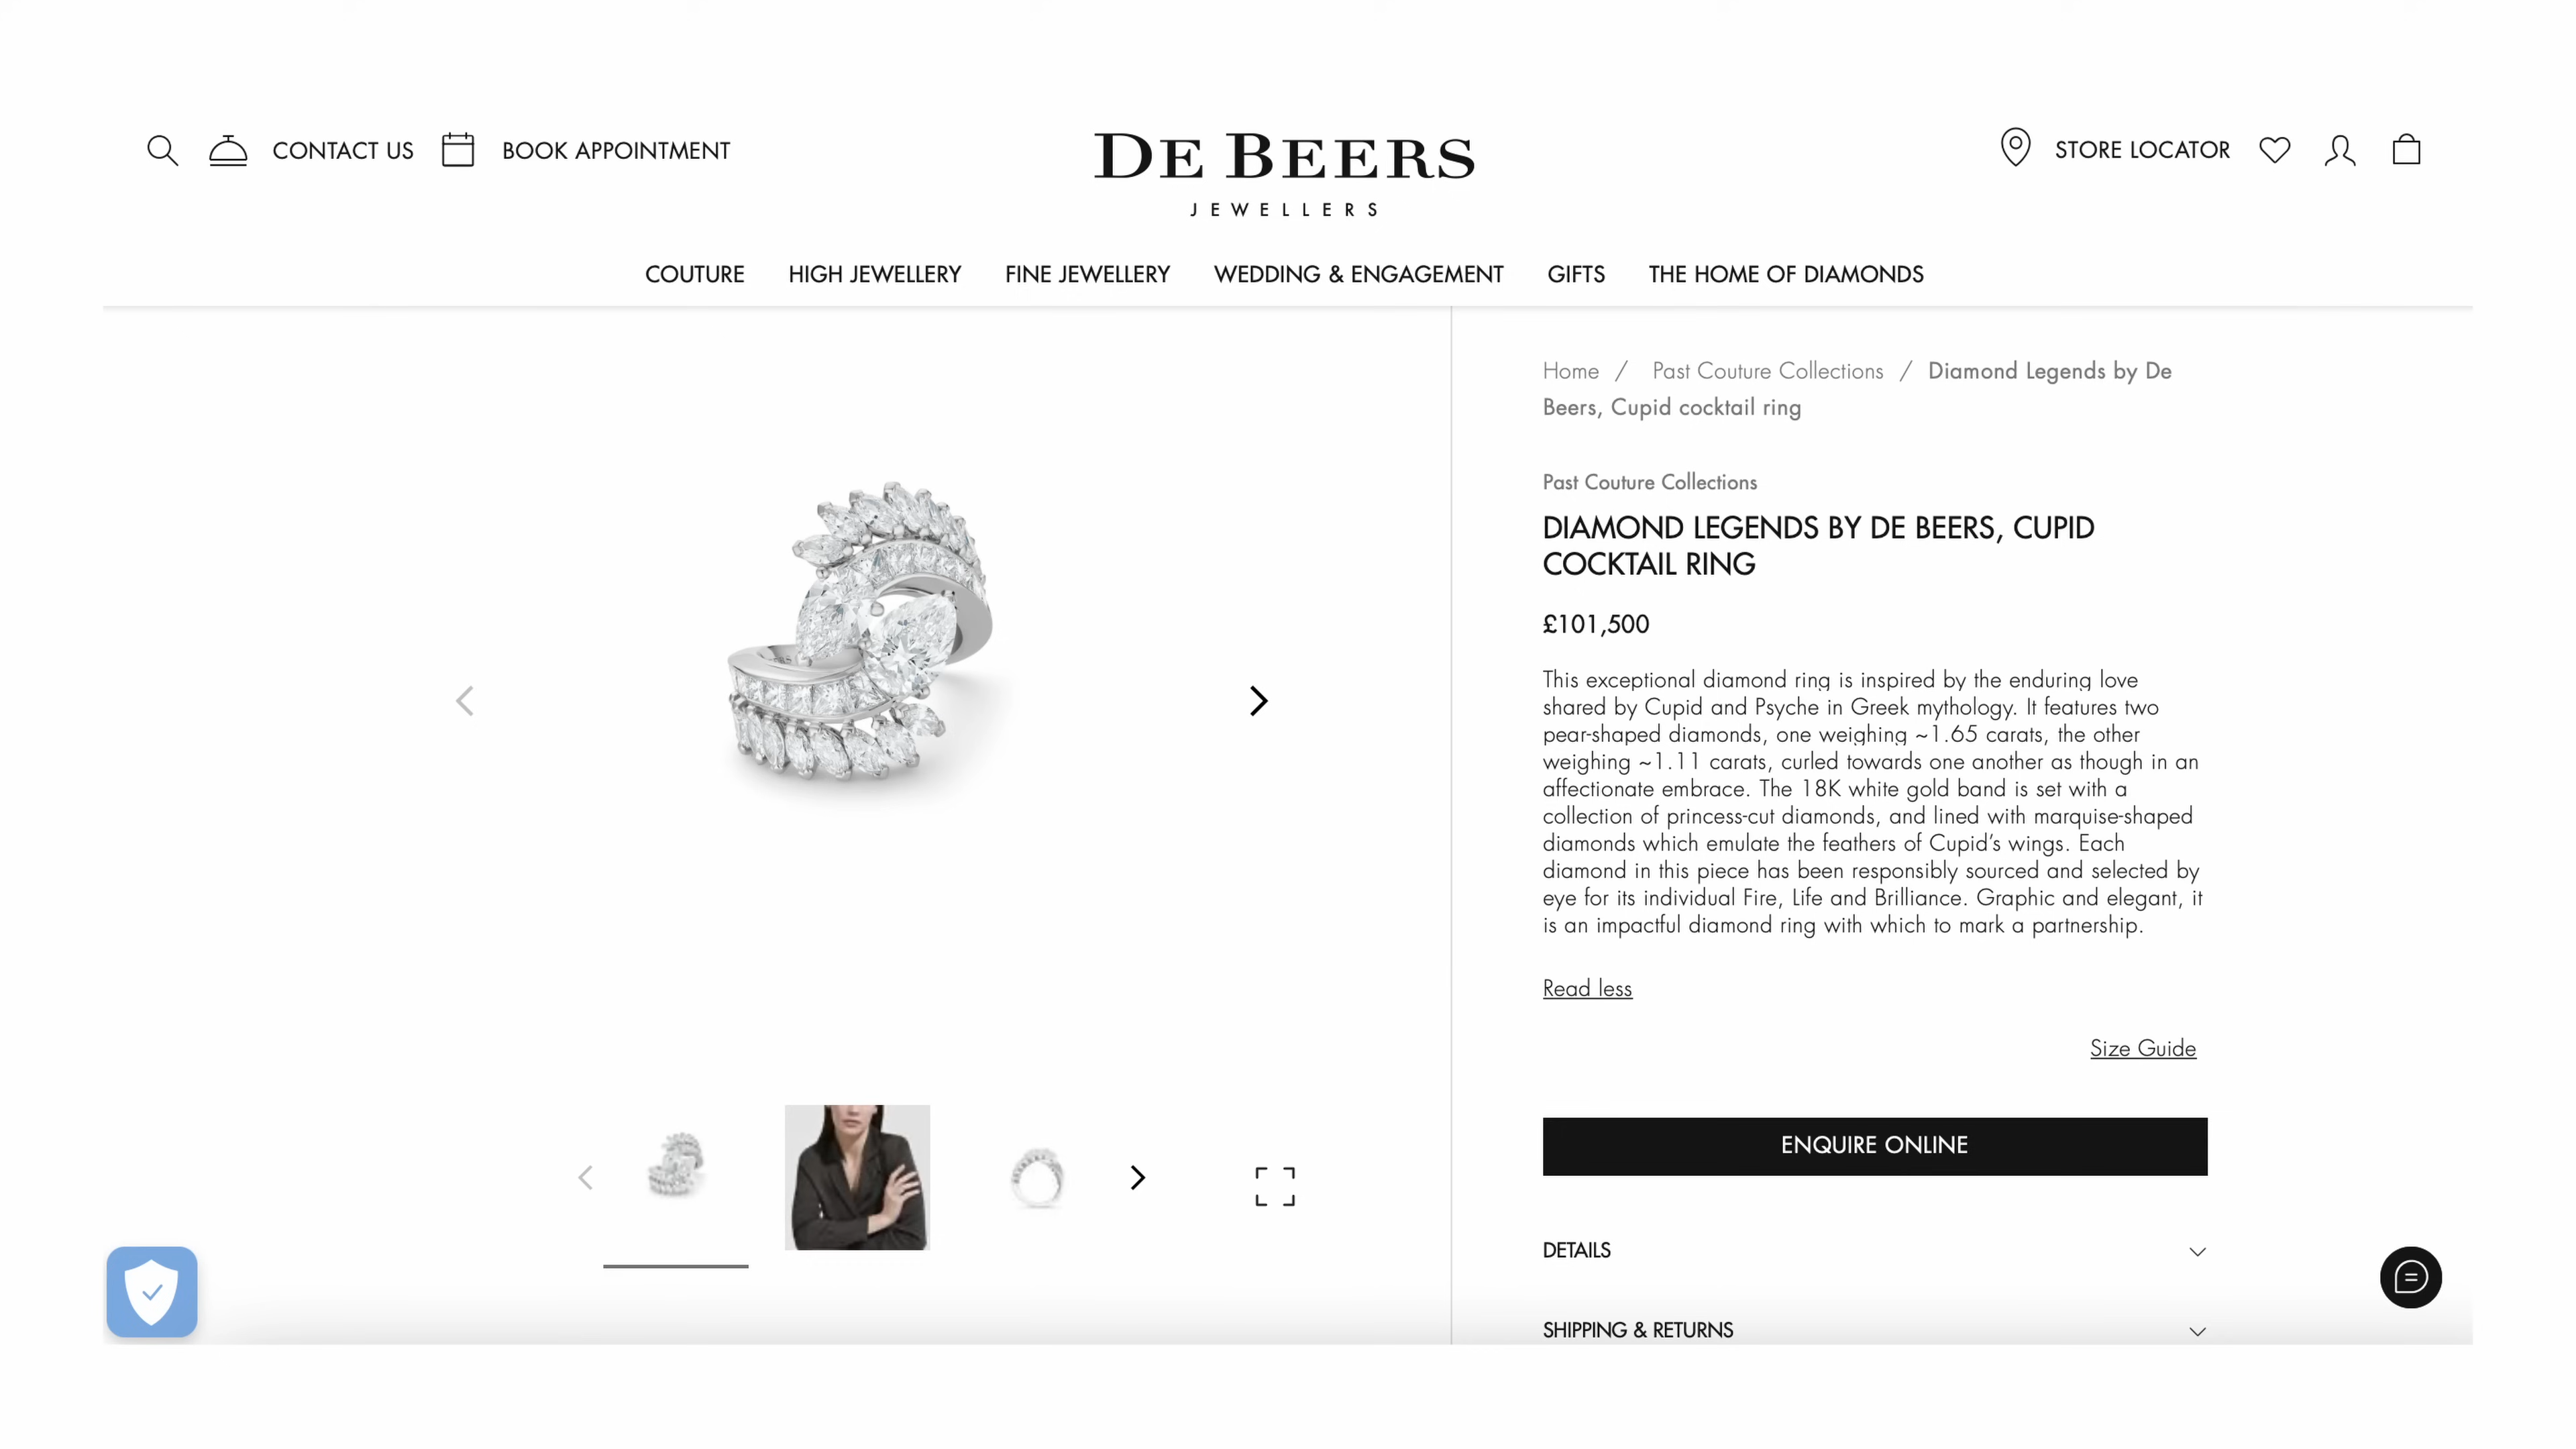 CONTACT US
BOOK APPOINTMENT
DE BEERS
JEWELLERS
STORE LOCATOR
COUTURE
HIGH JEWELLERY
FINE JEWELLERY
WEDDING & ENGAGEMENT
GIFTS
THE HOME OF DIAMONDS
Home / Past Couture Collections / Diamond Legends by De
Beers, Cupid cocktail ring
Past Couture Collections
DIAMOND LEGENDS BY DE BEERS, CUPID
COCKTAIL RING
£101,500
This exceptional diamond ring is inspired by the enduring love
shared by Cupid and Psyche in Greek mythology. It features two
pear-shaped diamonds, one weighing ~1.65 carats, the other
weighing ~1.11 carats, curled towards one another as though in an
affectionate embrace. The 18K white gold band is set with a
collection of princess-cut diamonds, and lined with marquise-shaped
diamonds which emulate the feathers of Cupid’s wings. Each
diamond in this piece has been responsibly sourced and selected by
eye for its individual Fire, Life and Brilliance. Graphic and elegant, it
is an impactful diamond ring with which to mark a partnership.
Read less
Size Guide
ENQUIRE ONLINE
DETAILS
SHIPPING & RETURNS